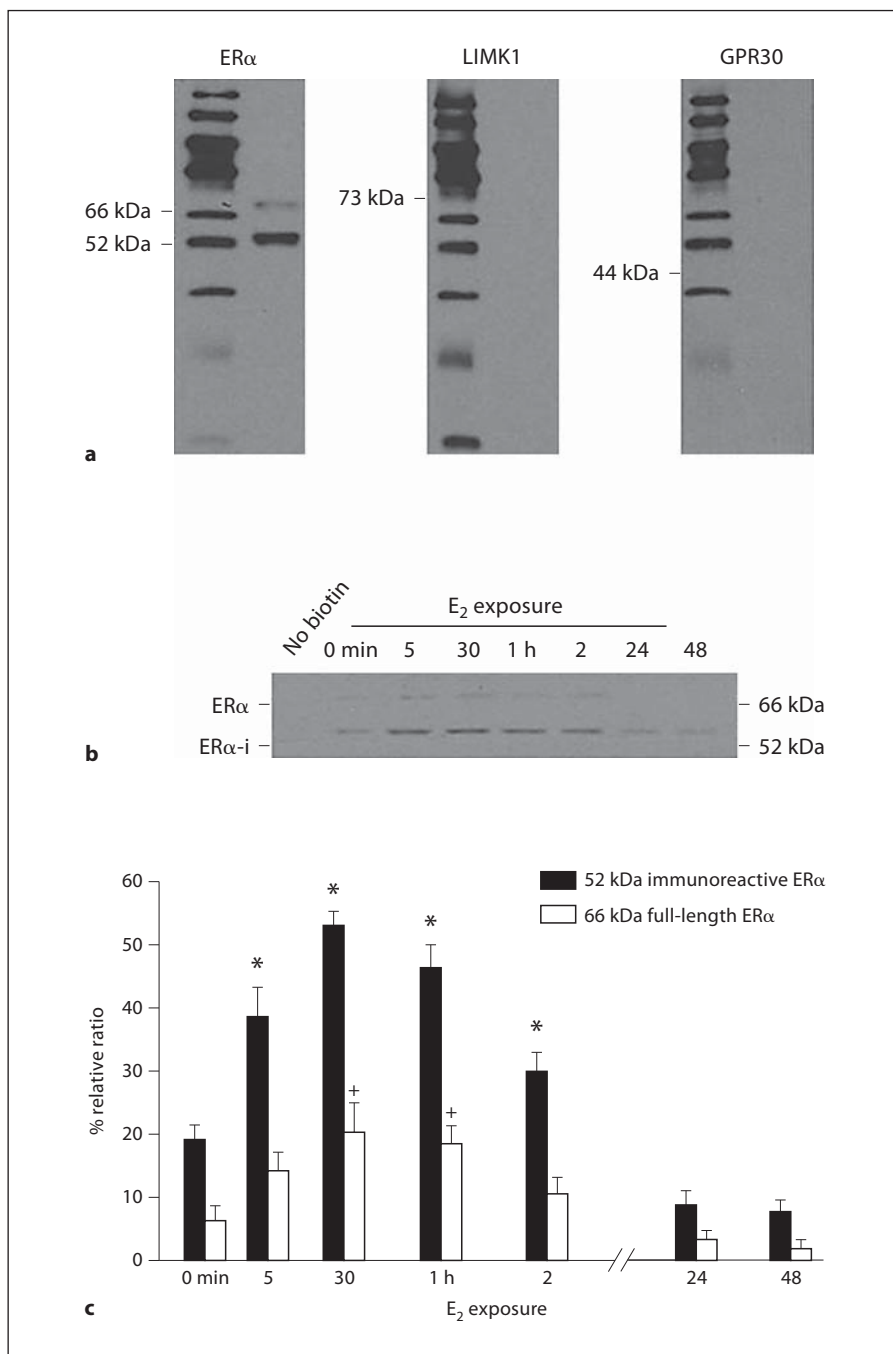 ERα LIMK1 GPR30
66 kDa
52 kDa
73 kDa
44 kDa
a
No biotin
E₂ exposure
0 min 5 30 1 h 2 24 48
ERα 66 kDa
ERα-i 52 kDa
b
52 kDa immunoreactive ERα
66 kDa full-length ERα
% relative ratio
60
50
40
30
20
10
0
* * * * *
+ +
0 min 5 30 1 h 2 24 48
E₂ exposure
c